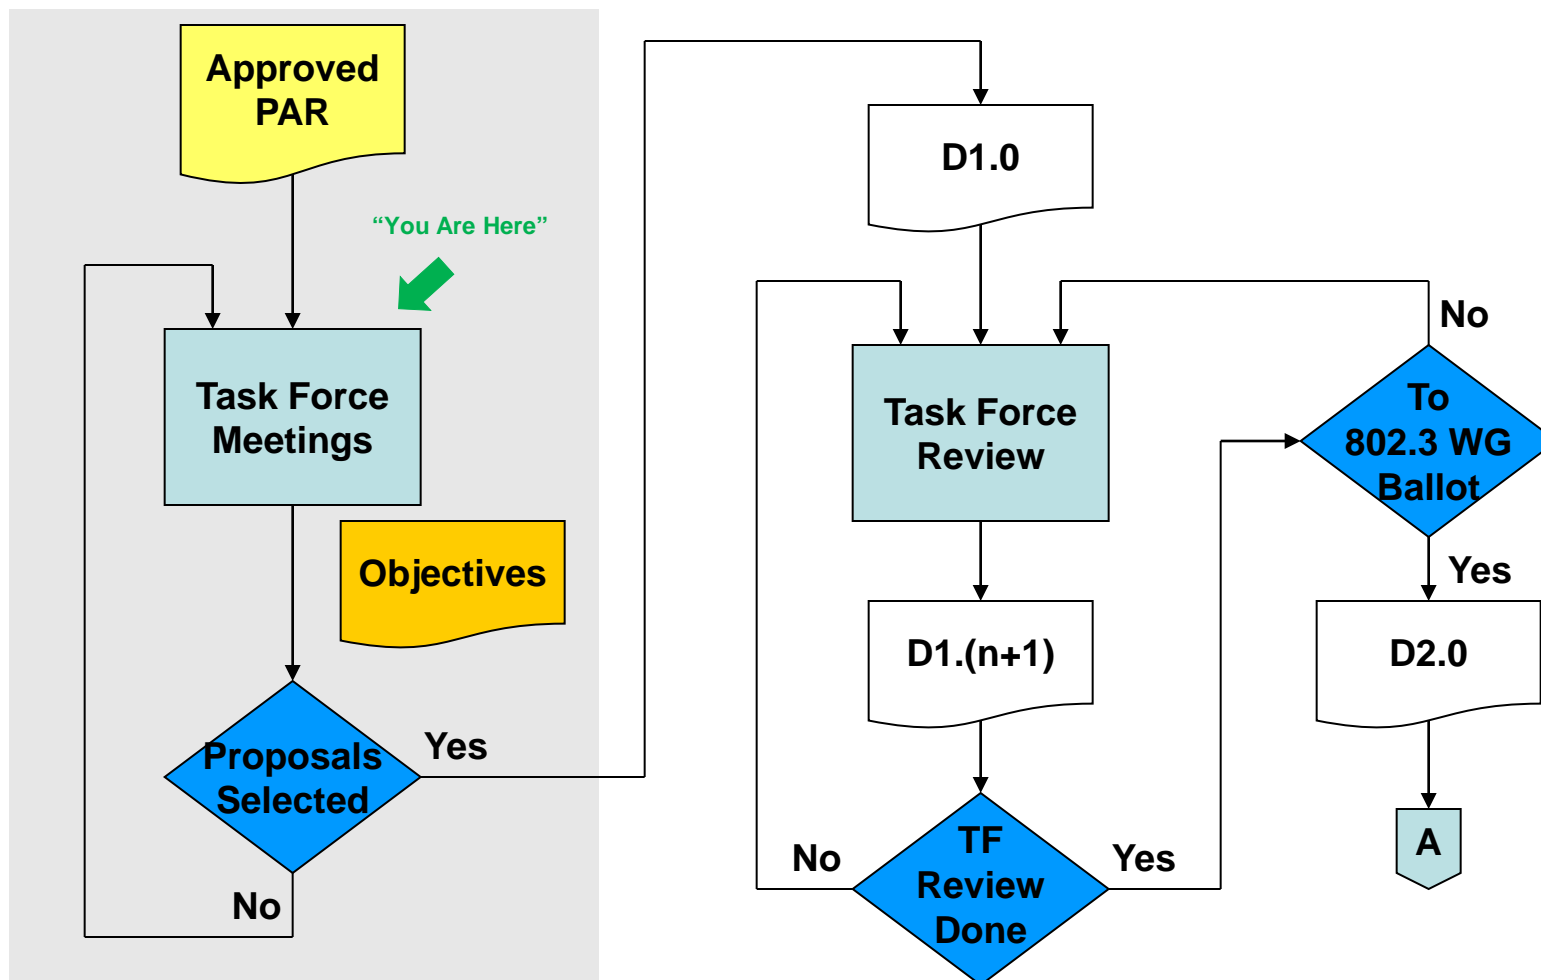 Approved
PAR
“You Are Here”
Task Force
Meetings
Objectives
Proposals
Selected
Yes
No
D1.0
Task Force
Review
D1.(n+1)
TF
Review
Done
No
Yes
To
802.3 WG
Ballot
No
Yes
D2.0
A